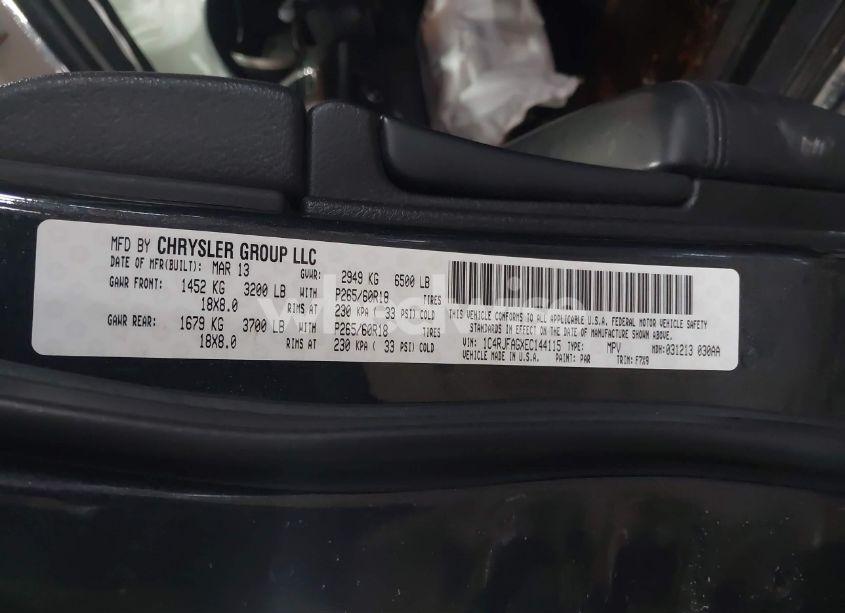 MFD BY CHRYSLER GROUP LLC
DATE OF MFR(BUILT): MAR 13 GVWR: 2949 KG 6500 LB
GAWR FRONT: 1452 KG 3200 LB WITH P265/60R18 TIRES
18X8.0 RIMS AT 230 KPA ( 33 PSI) COLD
GAWR REAR: 1679 KG 3700 LB WITH P265/60R18 TIRES
18X8.0 RIMS AT 230 KPA ( 33 PSI) COLD
THIS VEHICLE CONFORMS TO ALL APPLICABLE U.S.A. FEDERAL MOTOR VEHICLE SAFETY
STANDARDS IN EFFECT ON THE DATE OF MANUFACTURE SHOWN ABOVE.
VIN: 1C4RJFAGXEC144115 TYPE: MPV MDH: 031213 030AA
VEHICLE MADE IN U.S.A. PAINT: PAR TRIM: F7X9